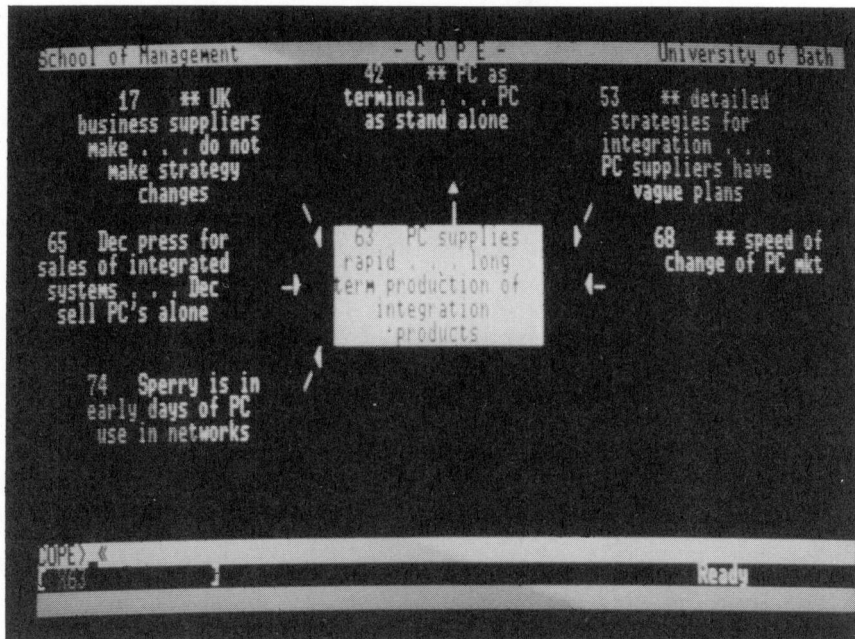 School of Management - C O P E - University of Bath
42 ** PC as
terminal . . . PC
as stand alone
17 ** UK
business suppliers
make . . . do not
make strategy
changes
53 ** detailed
strategies for
integration . . .
PC suppliers have
vague plans
65 Dec press for
sales of integrated
systems . . . Dec
sell PC's alone
63 PC supplies
rapid . . . long
term production of
integration
products
68 ** speed of
change of PC mkt
74 Sperry is in
early days of PC
use in networks
COPE> «
[ %63 ] Ready